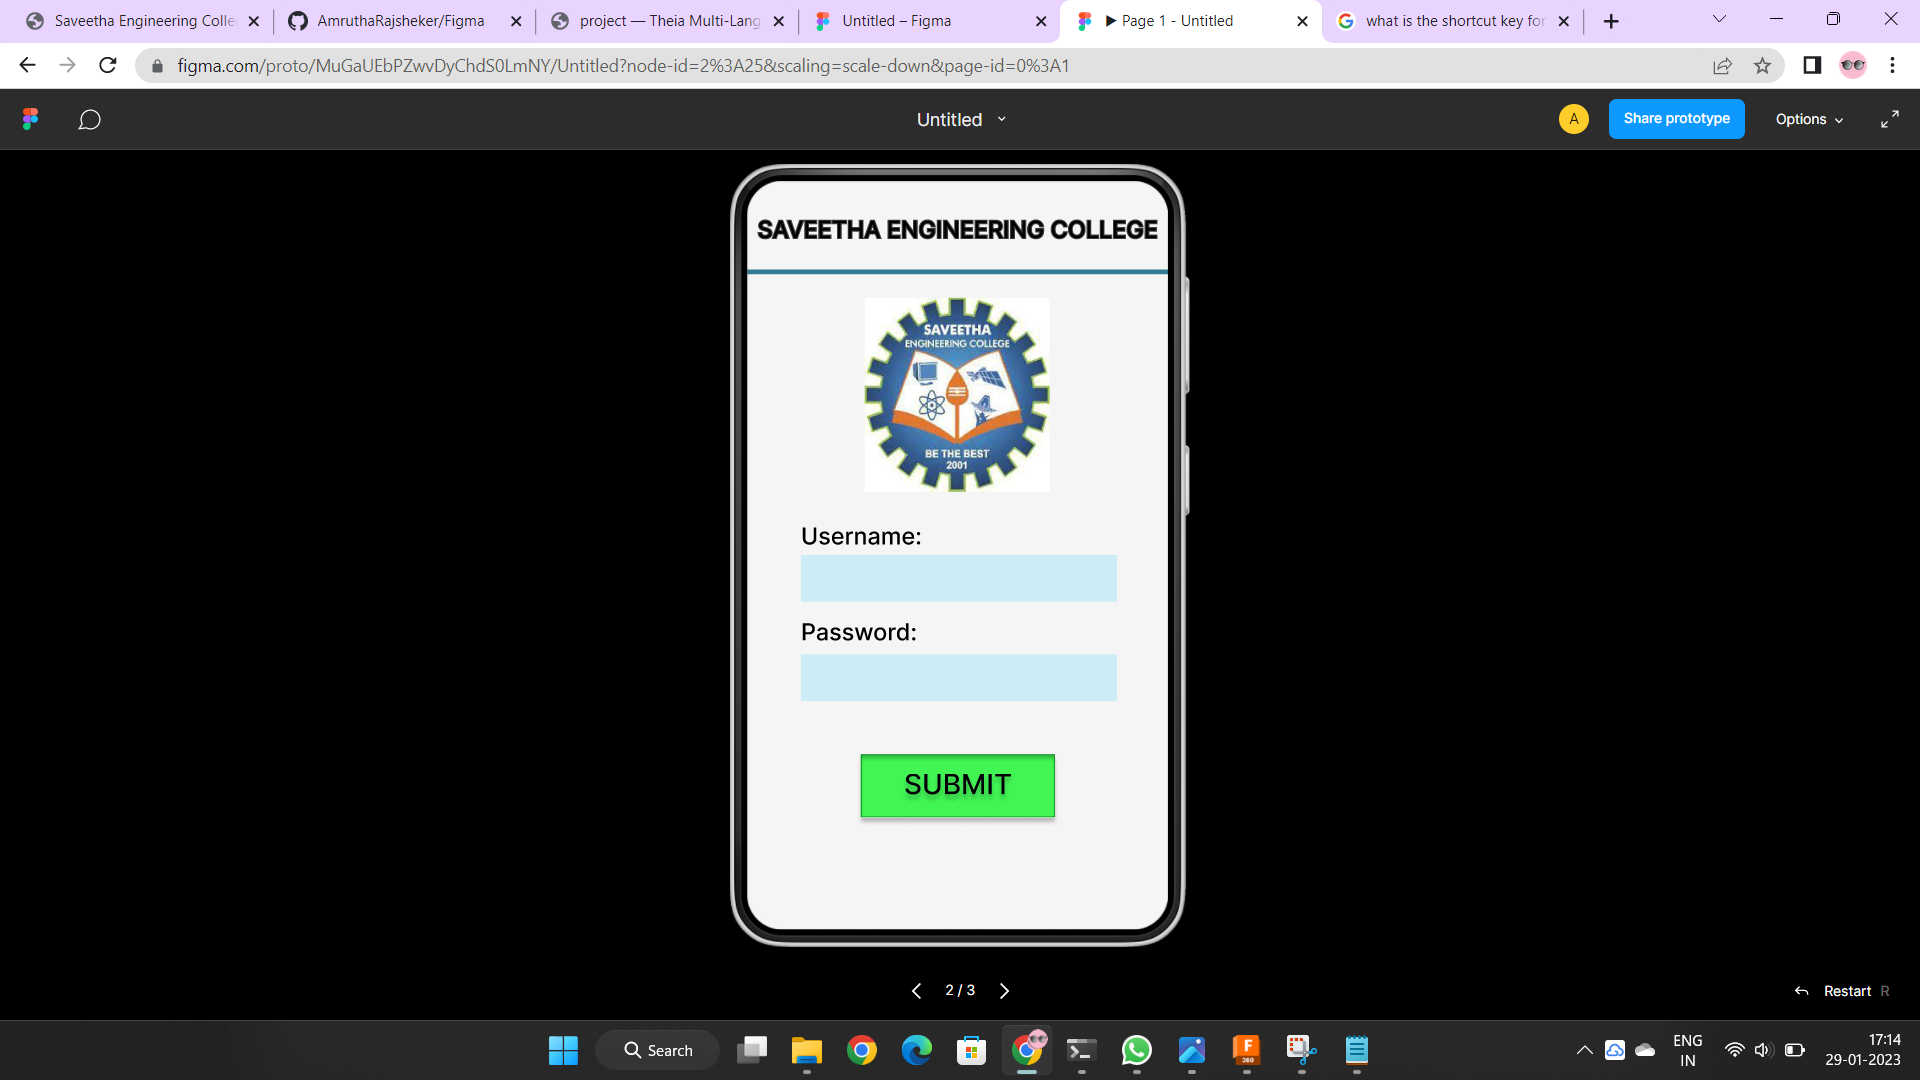 Saveetha Engineering Colle
AmruthaRajsheker/Figma
project — Theia Multi-Lang
Untitled – Figma
▶ Page 1 - Untitled
what is the shortcut key for
figma.com/proto/MuGaUEbPZwvDyChdS0LmNY/Untitled?node-id=2%3A25&scaling=scale-down&page-id=0%3A1
Untitled
A
Share prototype
Options
SAVEETHA ENGINEERING COLLEGE
SAVEETHA
ENGINEERING COLLEGE
BE THE BEST
2001
Username:
Password:
SUBMIT
2 / 3
Restart R
Search
F
360
ENG
IN
17:14
29-01-2023